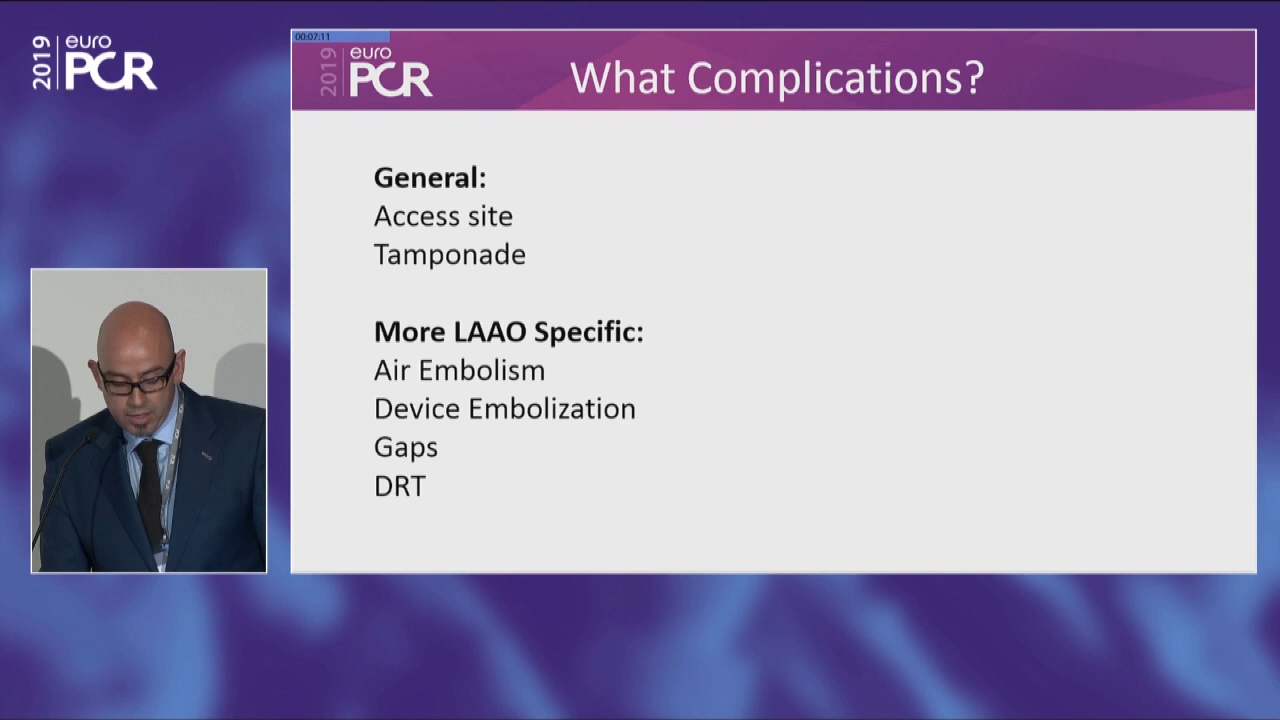 2019 euro PCR
00:07:11
2019 euro PCR
What Complications?
General:
Access site
Tamponade
More LAAO Specific:
Air Embolism
Device Embolization
Gaps
DRT